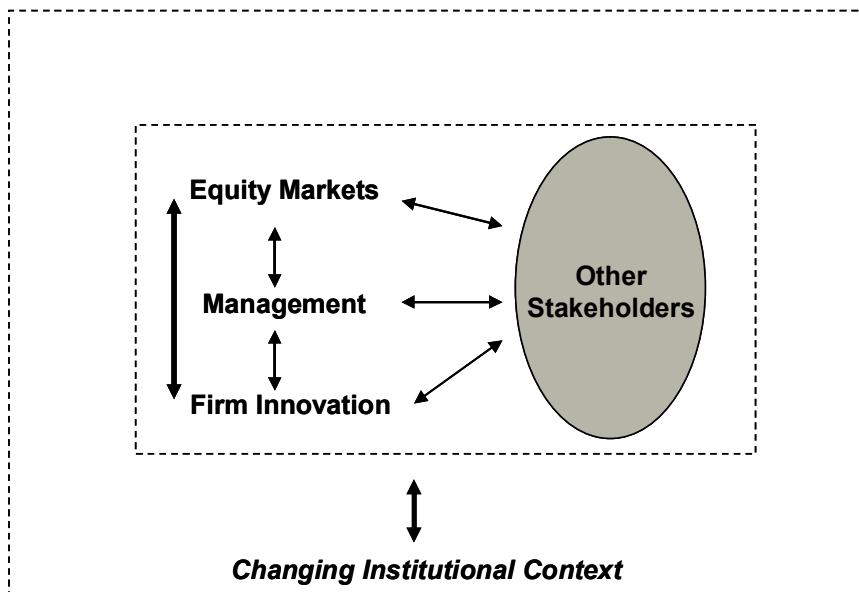 Equity Markets
Other
Stakeholders
Management
Firm Innovation
Changing Institutional Context